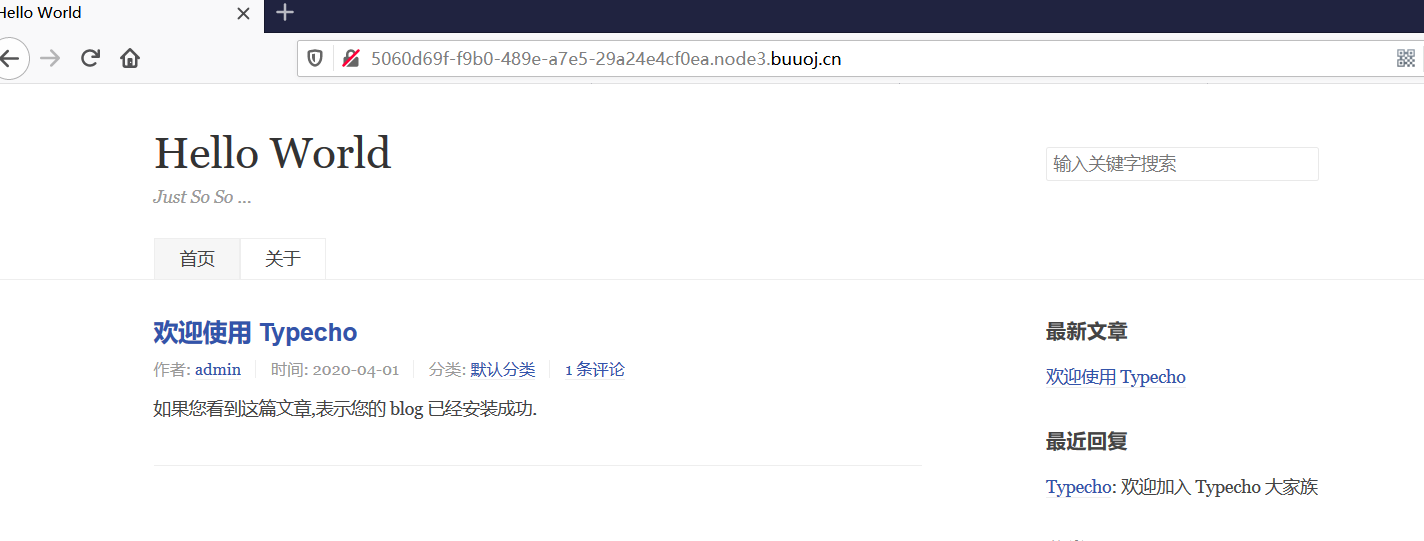 Hello World
5060d69f-f9b0-489e-a7e5-29a24e4cf0ea.node3.buuoj.cn
Hello World
输入关键字搜索
Just So So ...
首页 关于
欢迎使用 Typecho
作者: admin 时间: 2020-04-01 分类: 默认分类 1 条评论
如果您看到这篇文章,表示您的 blog 已经安装成功.
最新文章
欢迎使用 Typecho
最近回复
Typecho: 欢迎加入 Typecho 大家族